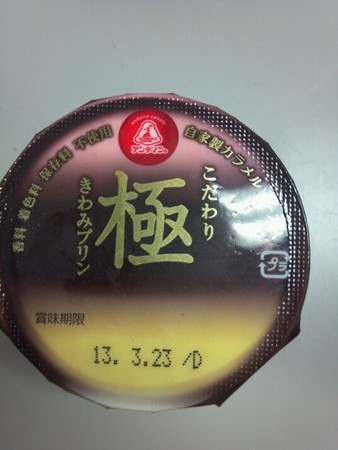 香料 着色料 保存料 不使用
自家製カラメル
アンデイコ
こだわり
極
きわみプリン
プラ
賞味期限
13. 3.23 /D